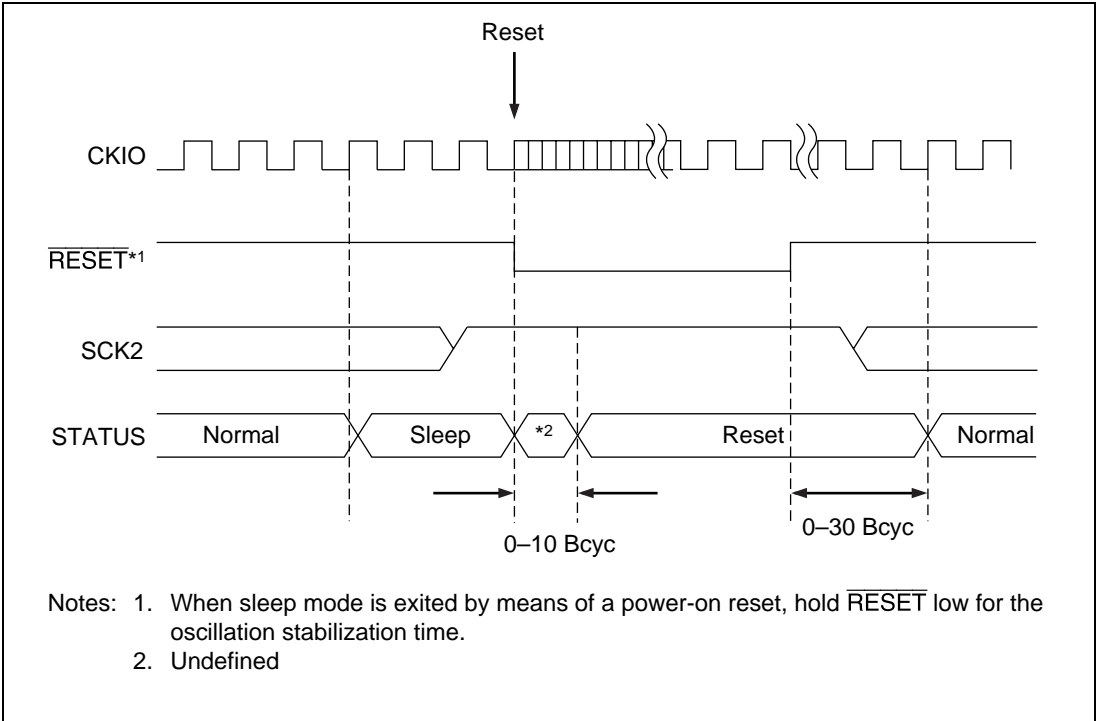 Reset
CKIO
RESET*1
SCK2
STATUS Normal Sleep *2 Reset Normal
0–10 Bcyc
0–30 Bcyc
Notes: 1. When sleep mode is exited by means of a power-on reset, hold RESET low for the
oscillation stabilization time.
2. Undefined